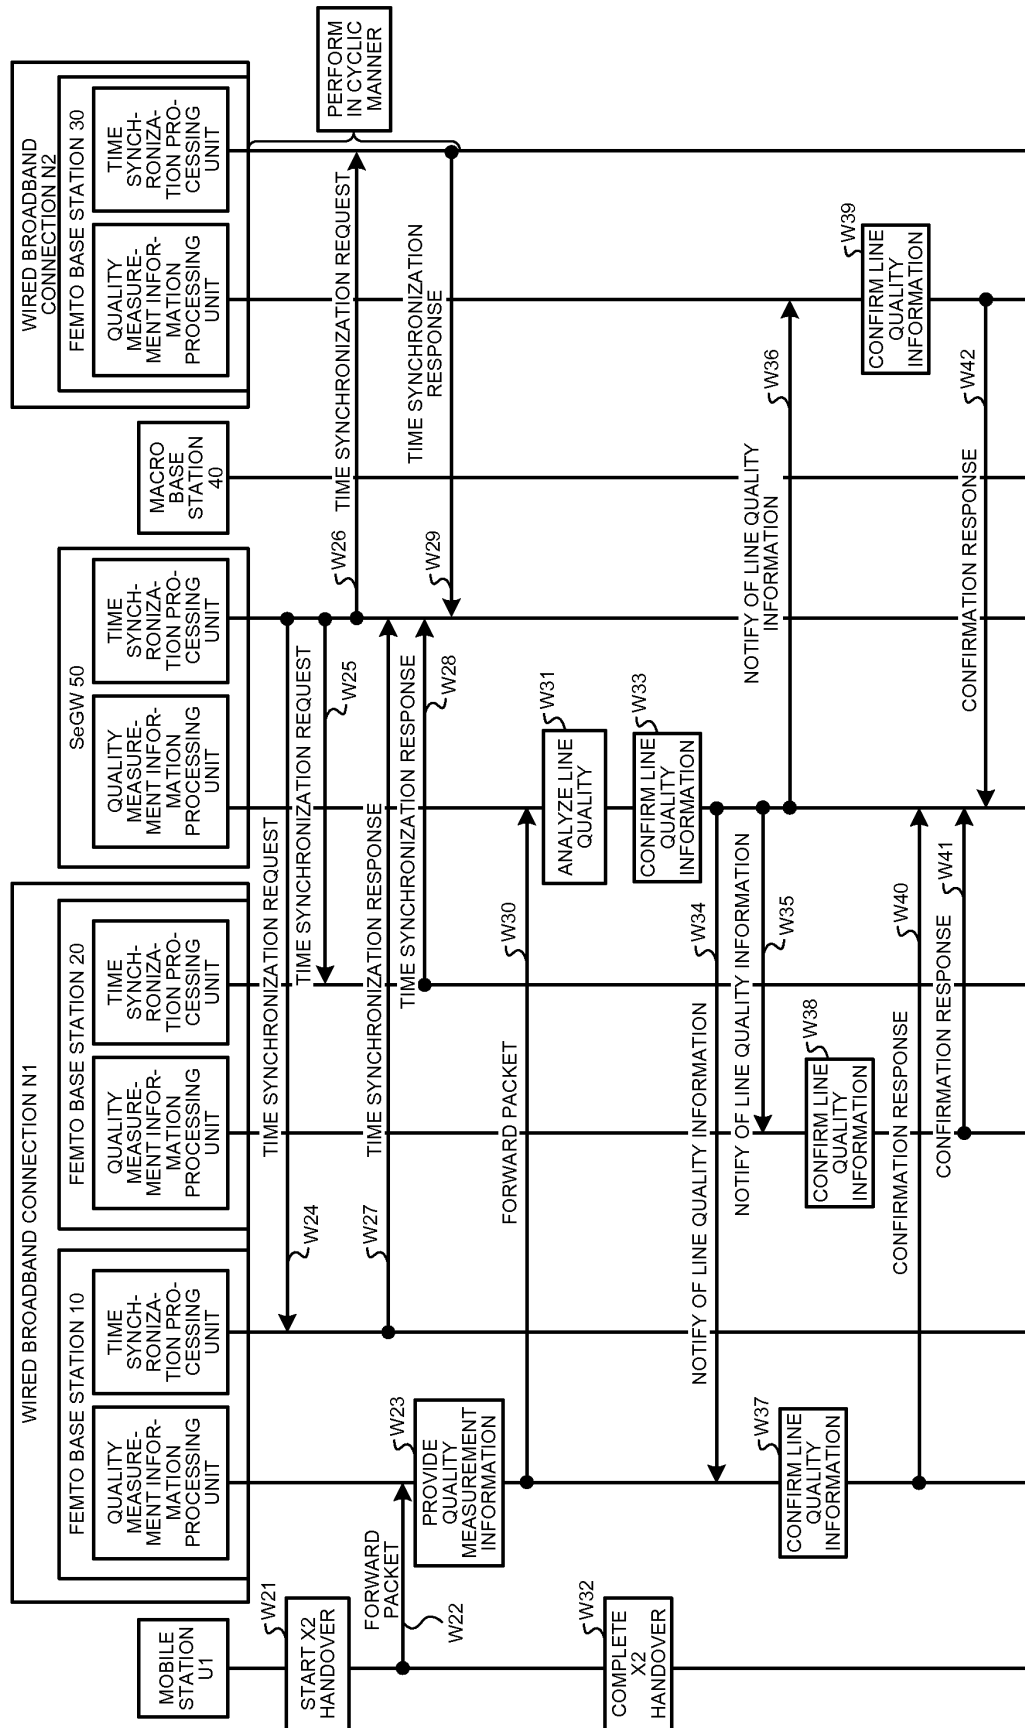 WIRED BROADBAND CONNECTION N1
WIRED BROADBAND
CONNECTION N2
MOBILE
STATION
U1
FEMTO BASE STATION 10
QUALITY
MEASURE-
MENT INFOR-
MATION
PROCESSING
UNIT
TIME
SYNCH-
RONIZA-
TION PRO-
CESSING
UNIT
FEMTO BASE STATION 20
QUALITY
MEASURE-
MENT INFOR-
MATION
PROCESSING
UNIT
TIME
SYNCH-
RONIZA-
TION PRO-
CESSING
UNIT
SeGW 50
QUALITY
MEASURE-
MENT INFOR-
MATION
PROCESSING
UNIT
TIME
SYNCH-
RONIZA-
TION PRO-
CESSING
UNIT
MACRO
BASE
STATION
40
FEMTO BASE STATION 30
QUALITY
MEASURE-
MENT INFOR-
MATION
PROCESSING
UNIT
TIME
SYNCH-
RONIZA-
TION PRO-
CESSING
UNIT
W21
START X2
HANDOVER
TIME SYNCHRONIZATION REQUEST
W24
TIME SYNCHRONIZATION REQUEST
W25
TIME SYNCHRONIZATION REQUEST
W26
PERFORM
IN CYCLIC
MANNER
FORWARD
PACKET
W22
TIME SYNCHRONIZATION RESPONSE
W27
TIME SYNCHRONIZATION RESPONSE
W28
TIME SYNCHRONIZATION
RESPONSE
W29
W23
PROVIDE
QUALITY
MEASUREMENT
INFORMATION
FORWARD PACKET
W30
W31
ANALYZE LINE
QUALITY
W32
COMPLETE
X2
HANDOVER
W33
CONFIRM LINE
QUALITY
INFORMATION
NOTIFY OF LINE QUALITY INFORMATION
W34
NOTIFY OF LINE QUALITY INFORMATION
W35
NOTIFY OF LINE QUALITY
INFORMATION
W36
W37
CONFIRM LINE
QUALITY
INFORMATION
W38
CONFIRM LINE
QUALITY
INFORMATION
W39
CONFIRM LINE
QUALITY
INFORMATION
CONFIRMATION RESPONSE
W40
CONFIRMATION RESPONSE
W41
CONFIRMATION RESPONSE
W42